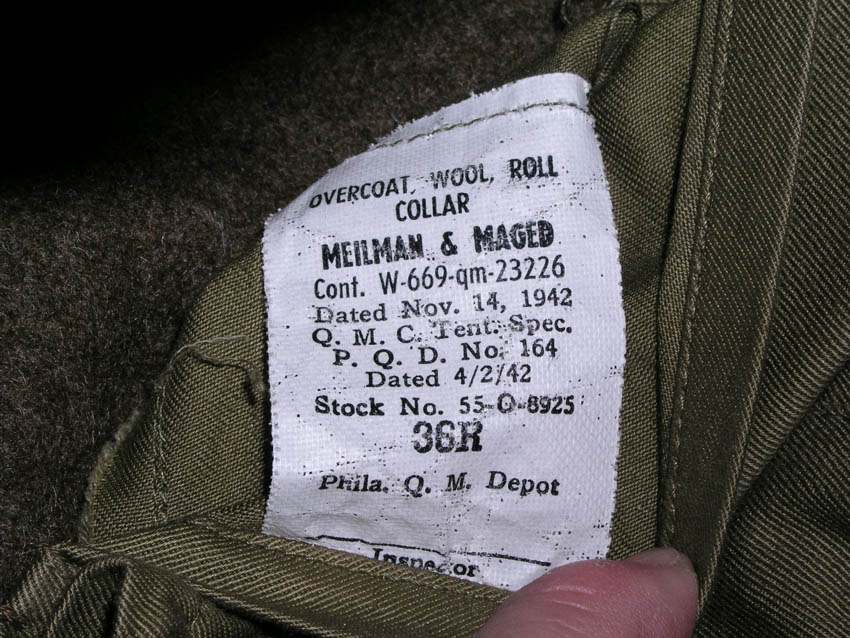 OVERCOAT, WOOL, ROLL
COLLAR
MEILMAN & MAGED
Cont. W-669-qm-23226
Dated Nov. 14, 1942
Q. M. C. Tent. Spec.
P. Q. D. No. 164
Dated 4/2/42
Stock No. 55-O-8925
36R
Phila. Q. M. Depot
Inspector